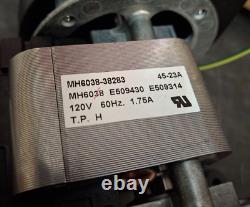 MH6038-38283 45-23A
MH6038 E509430 E509314
120V 60Hz. 1.75A
T.P. H